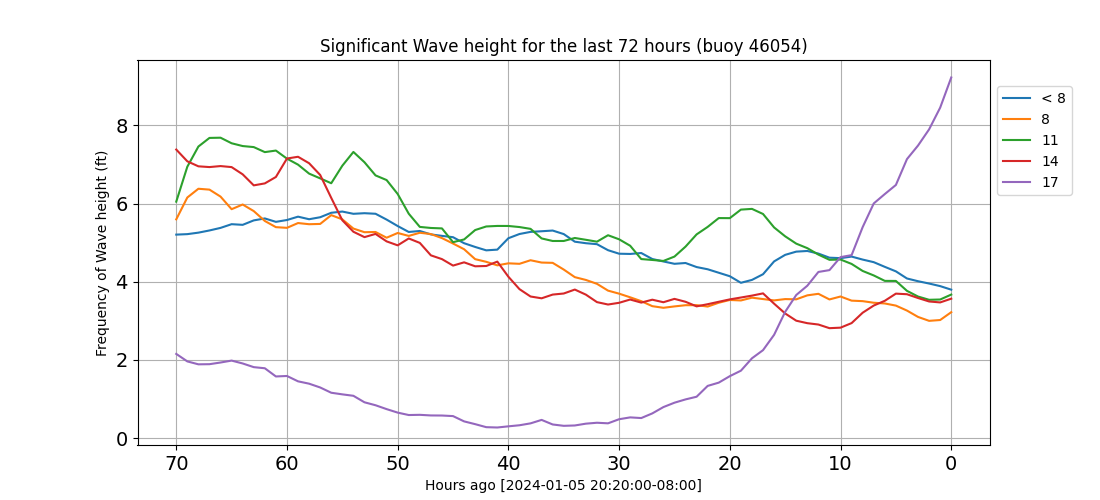 Significant Wave height for the last 72 hours (buoy 46054)
Frequency of Wave height (ft)
8
6
4
2
0
70 60 50 40 30 20 10 0
Hours ago [2024-01-05 20:20:00-08:00]
< 8
8
11
14
17